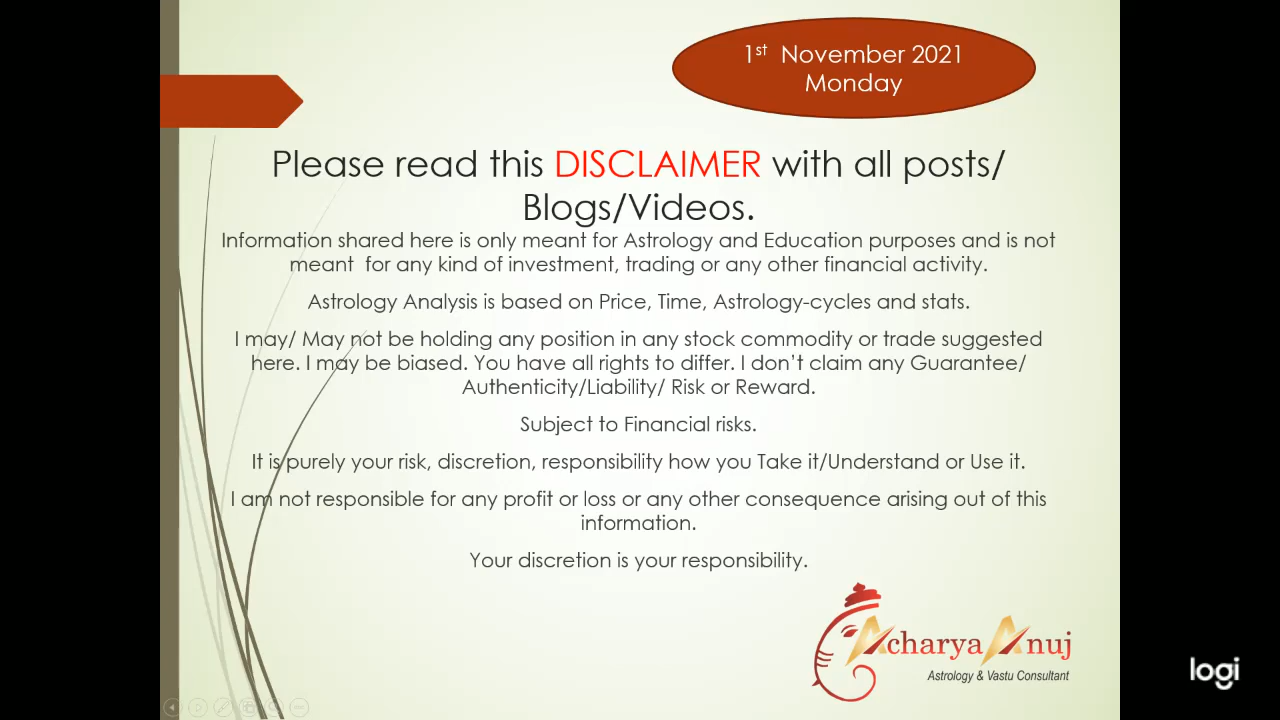 1st November 2021
Monday
Please read this DISCLAIMER with all posts/
Blogs/Videos.
Information shared here is only meant for Astrology and Education purposes and is not
meant for any kind of investment, trading or any other financial activity.
Astrology Analysis is based on Price, Time, Astrology-cycles and stats.
I may/ May not be holding any position in any stock commodity or trade suggested
here. I may be biased. You have all rights to differ. I don’t claim any Guarantee/
Authenticity/Liability/ Risk or Reward.
Subject to Financial risks.
It is purely your risk, discretion, responsibility how you Take it/Understand or Use it.
I am not responsible for any profit or loss or any other consequence arising out of this
information.
Your discretion is your responsibility.
Acharya Anuj
Astrology & Vastu Consultant
logi